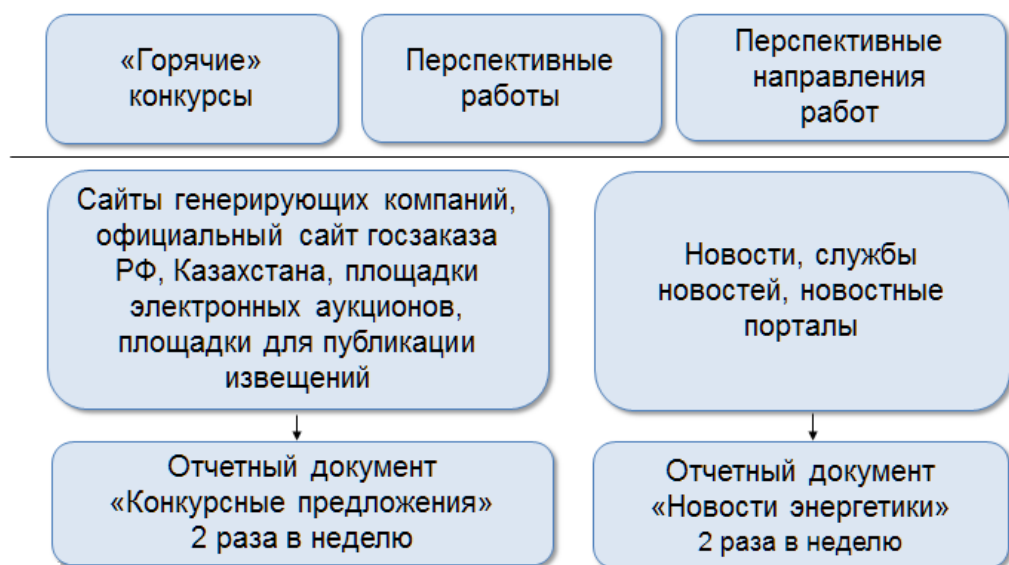 «Горячие»
конкурсы
Перспективные
работы
Перспективные
направления
работ
Сайты генерирующих компаний,
официальный сайт госзаказа
РФ, Казахстана, площадки
электронных аукционов,
площадки для публикации
извещений
Новости, службы
новостей, новостные
порталы
Отчетный документ
«Конкурсные предложения»
2 раза в неделю
Отчетный документ
«Новости энергетики»
2 раза в неделю